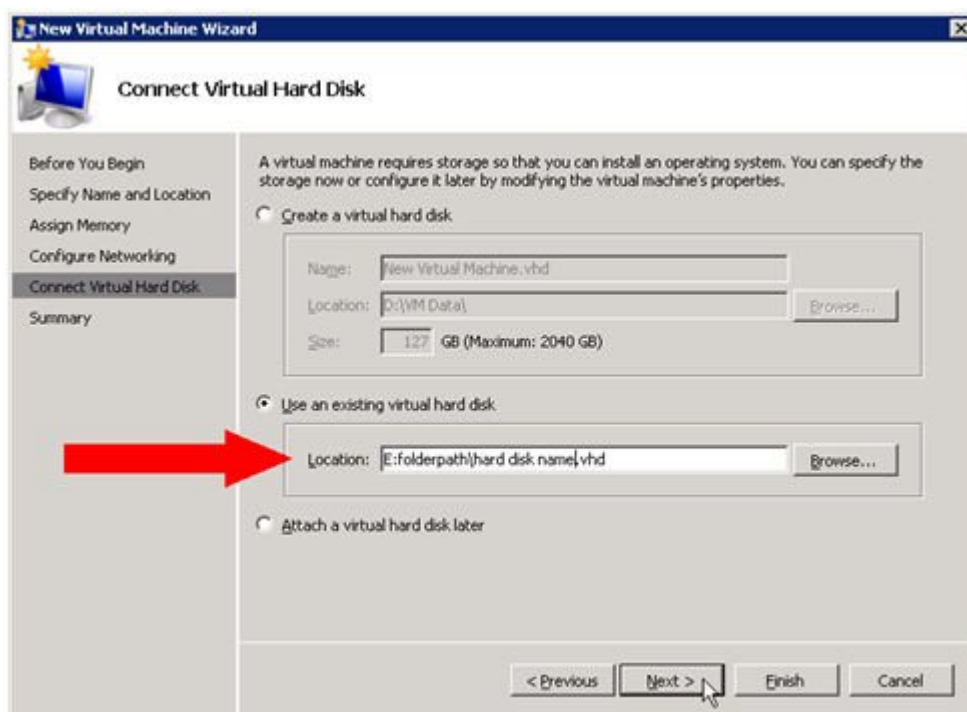 New Virtual Machine Wizard
Connect Virtual Hard Disk
Before You Begin
Specify Name and Location
Assign Memory
Configure Networking
Connect Virtual Hard Disk
Summary
A virtual machine requires storage so that you can install an operating system. You can specify the
storage now or configure it later by modifying the virtual machine's properties.
Create a virtual hard disk
Name: New Virtual Machine.vhd
Location: D:\VM Data\ Browse...
Size: 127 GB (Maximum: 2040 GB)
Use an existing virtual hard disk
Location: E:folderpath\hard disk name.vhd Browse...
Attach a virtual hard disk later
< Previous Next > Finish Cancel